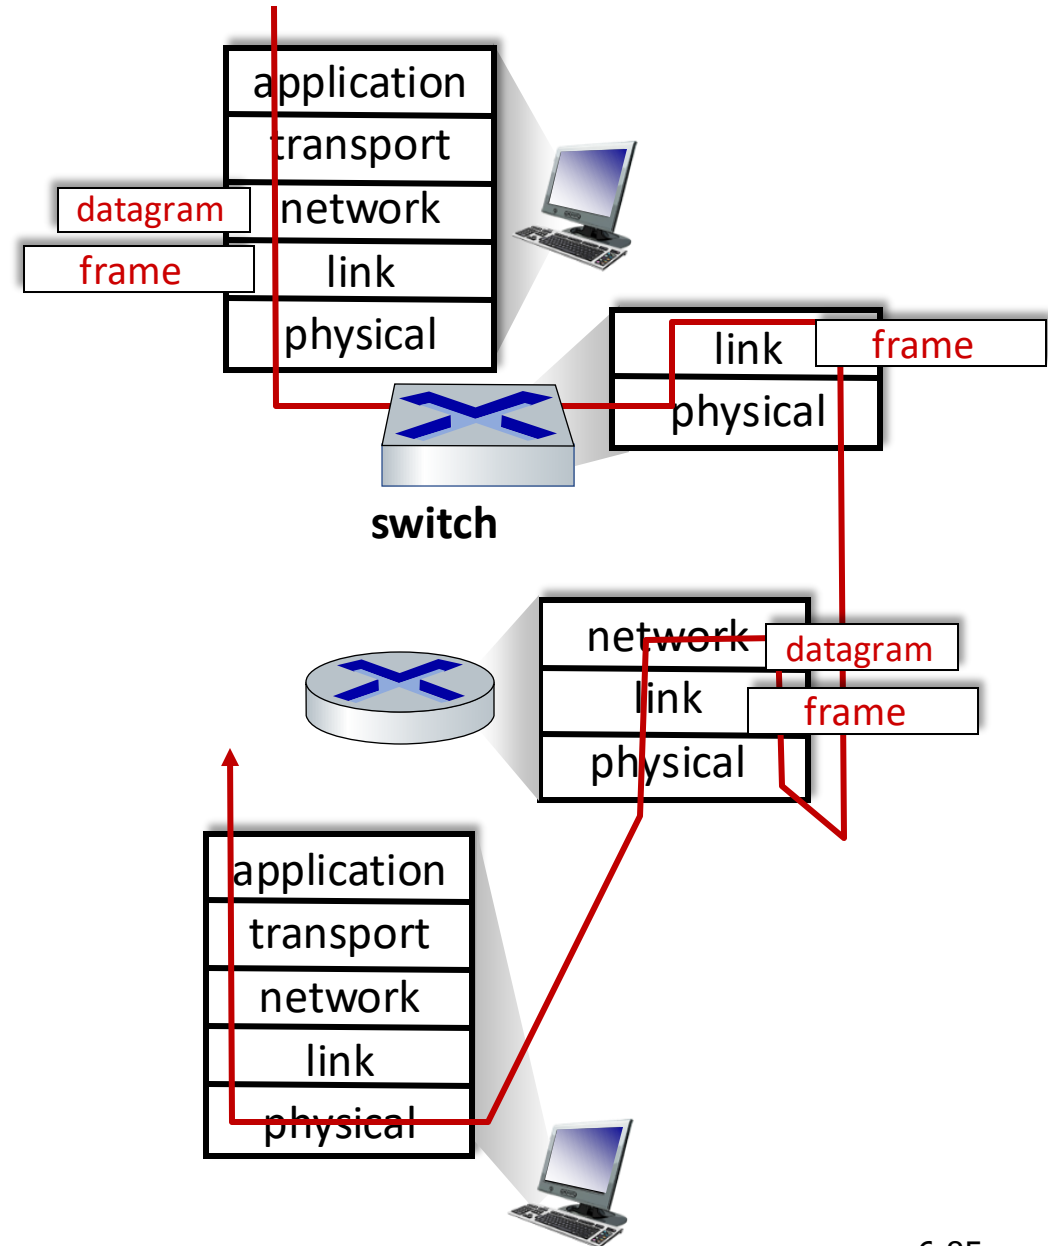 application
transport
datagram
network
frame
link
physical
link
frame
physical
switch
network
datagram
link
frame
physical
application
transport
network
link
physical